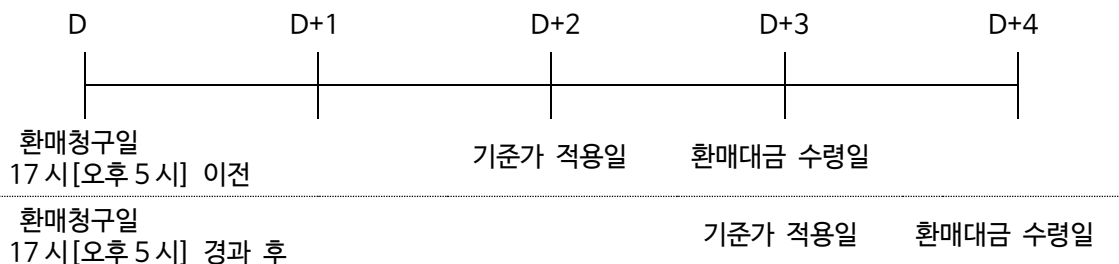 D D+1 D+2 D+3 D+4
환매청구일
17시[오후5시] 이전
기준가 적용일 환매대금 수령일
환매청구일
17시[오후5시] 경과 후
기준가 적용일 환매대금 수령일